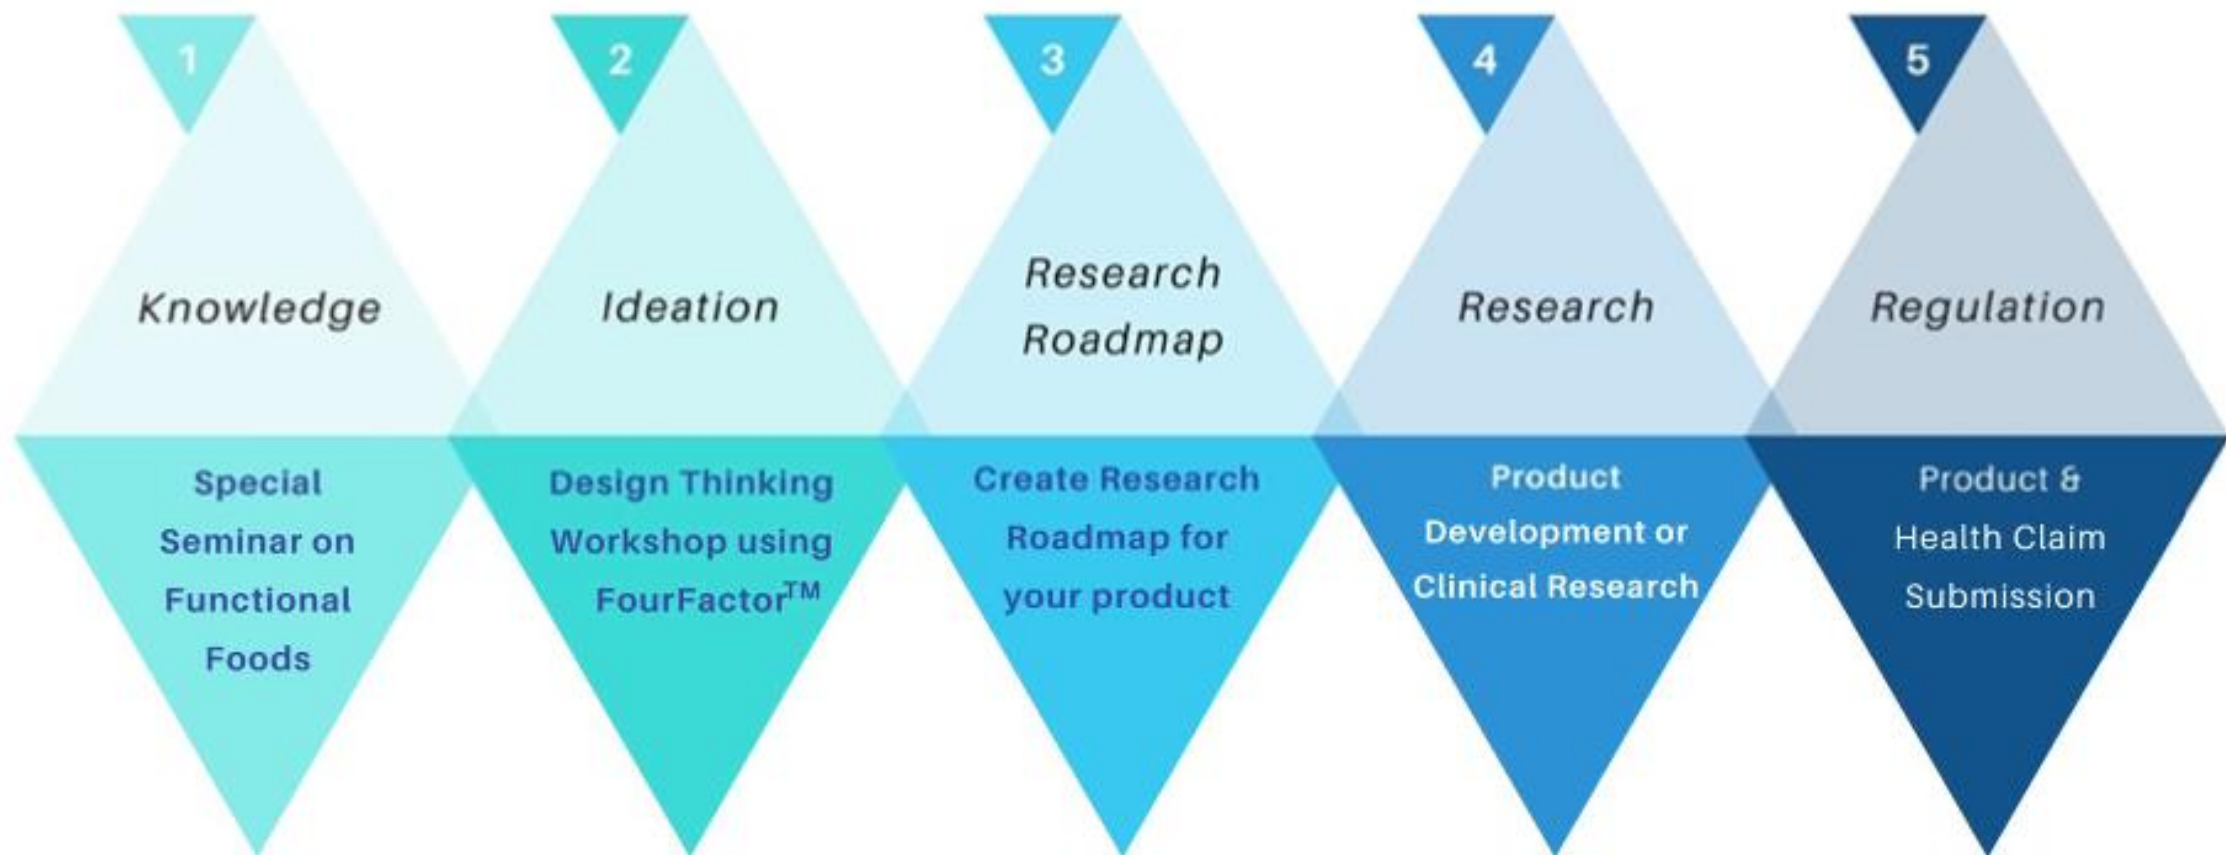 1
Knowledge
Special
Seminar on
Functional
Foods
2
Ideation
Design Thinking
Workshop using
FourFactor™
3
Research
Roadmap
Create Research
Roadmap for
your product
4
Research
Product
Development or
Clinical Research
5
Regulation
Product &
Health Claim
Submission